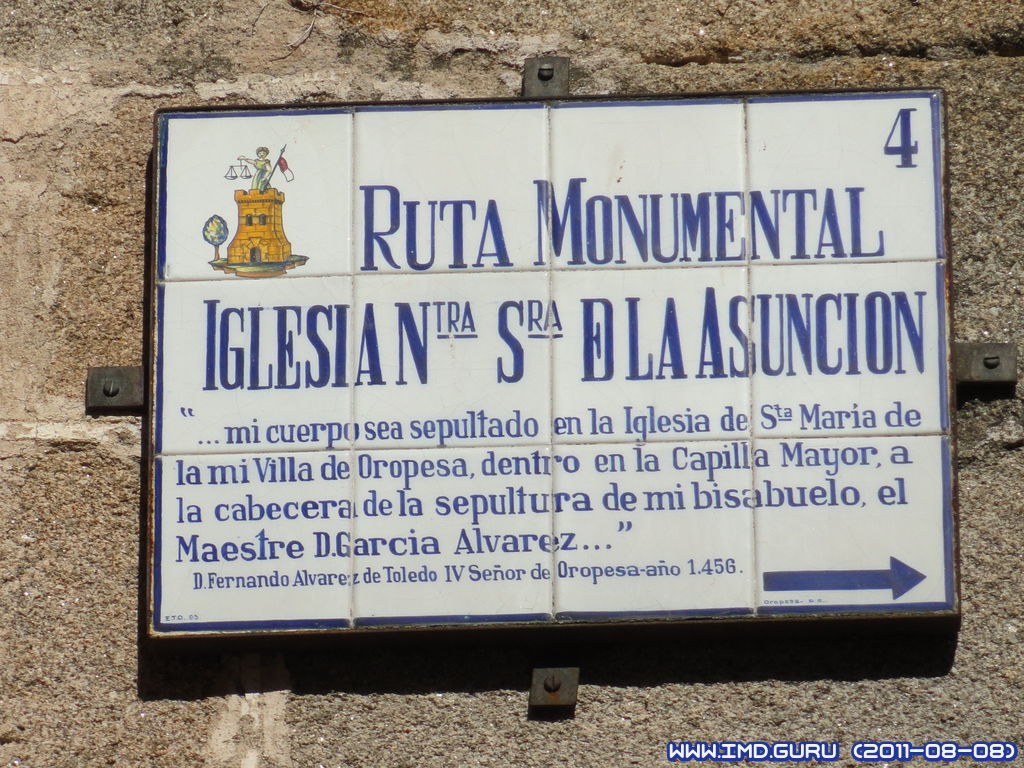 4
RUTA MONUMENTAL
IGLESIA NTRA SRA DE LA ASUNCION
“...mi cuerpo sea sepultado en la Iglesia de Sta María de
la mi Villa de Oropesa, dentro en la Capilla Mayor, a
la cabecera de la sepultura de mi bisabuelo, el
Maestre D.Garcia Alvarez...”
D.Fernando Alvarez de Toledo IV Señor de Oropesa-año 1.456.
Oropesa-
WWW.IMD.GURU (2011-08-08)